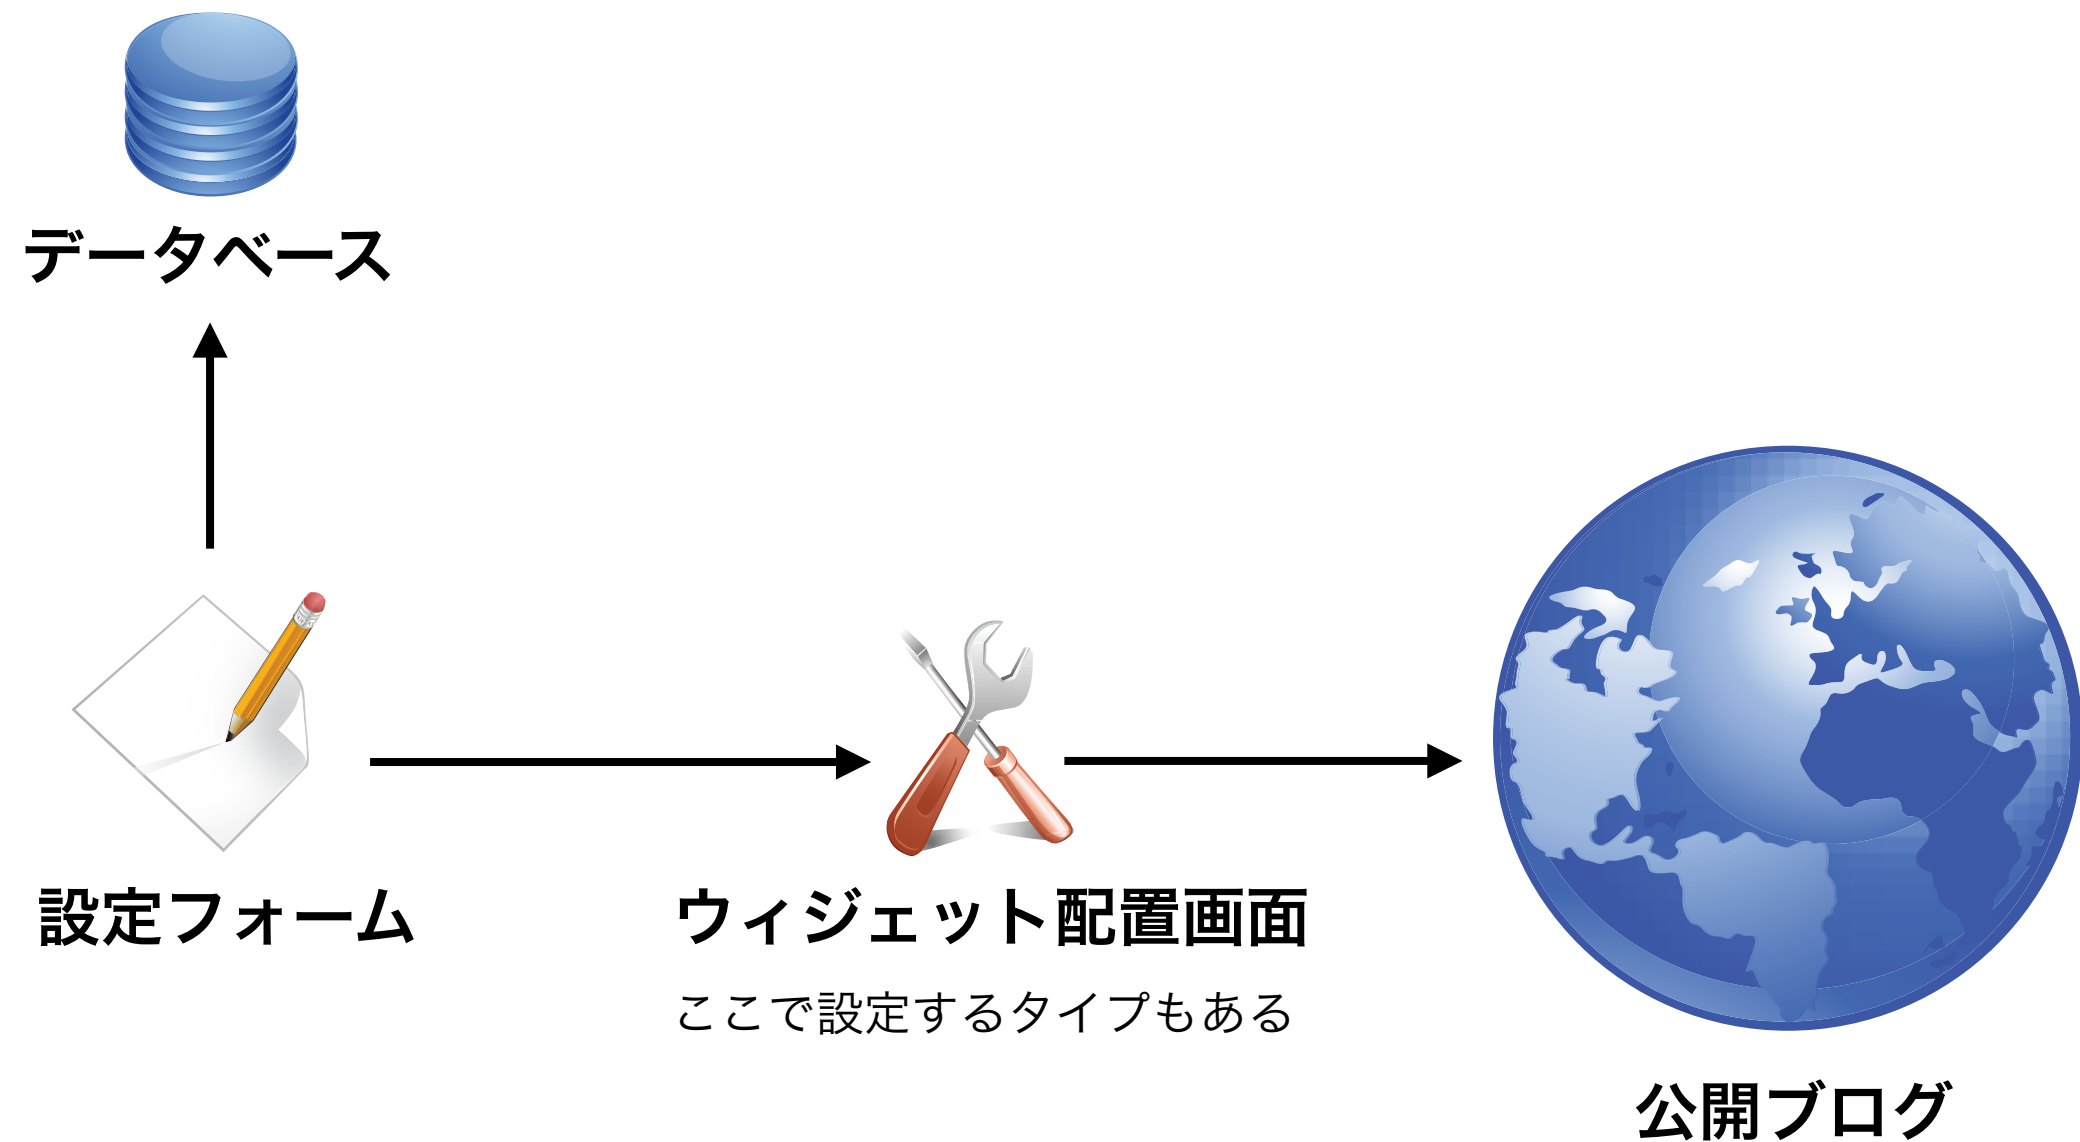 データベース
設定フォーム
ウィジェット配置画面
ここで設定するタイプもある
公開ブログ